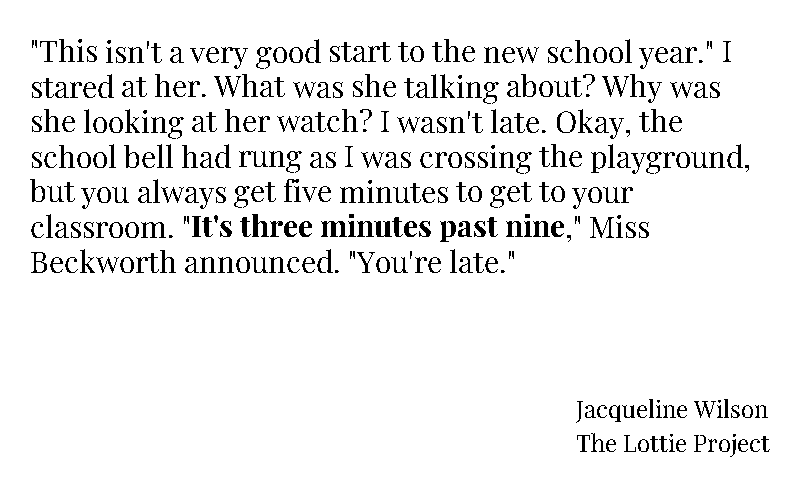 "This isn't a very good start to the new school year." I
stared at her. What was she talking about? Why was
she looking at her watch? I wasn't late. Okay, the
school bell had rung as I was crossing the playground,
but you always get five minutes to get to your
classroom. "It's three minutes past nine," Miss
Beckworth announced. "You're late."
Jacqueline Wilson
The Lottie Project